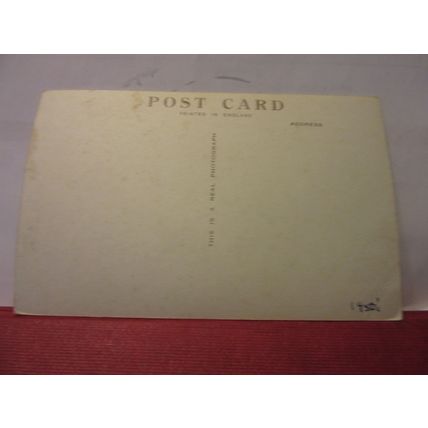 POST CARD
PRINTED IN ENGLAND
ADDRESS
THIS IS A REAL PHOTOGRAPH